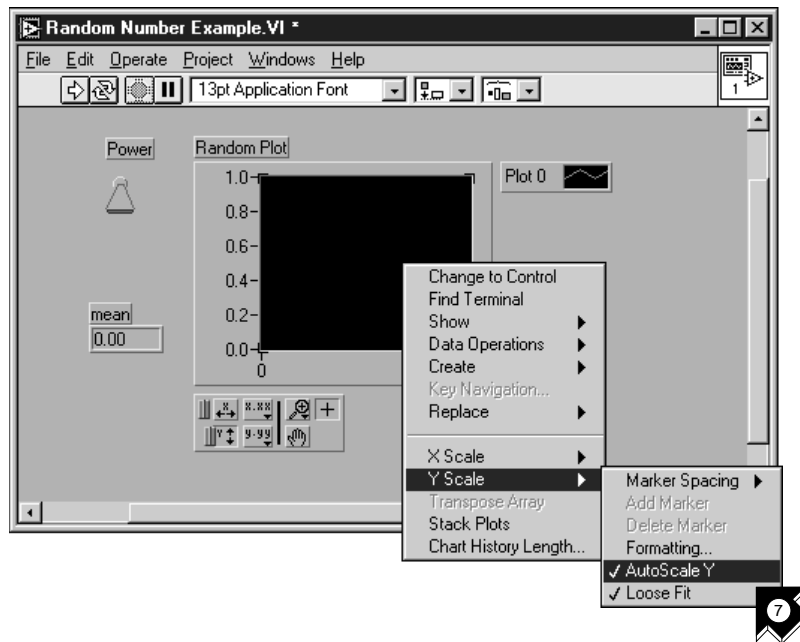 Random Number Example.VI *
File Edit Operate Project Windows Help
13pt Application Font
1
Power
Random Plot
Plot 0
1.0
0.8
0.6
0.4
0.2
0.0
0
mean
0.00
X
X.XX
Y
Y.YY
Change to Control
Find Terminal
Show
Data Operations
Create
Key Navigation...
Replace
X Scale
Y Scale
Transpose Array
Stack Plots
Chart History Length...
Marker Spacing
Add Marker
Delete Marker
Formatting...
✓ AutoScale Y
✓ Loose Fit
7